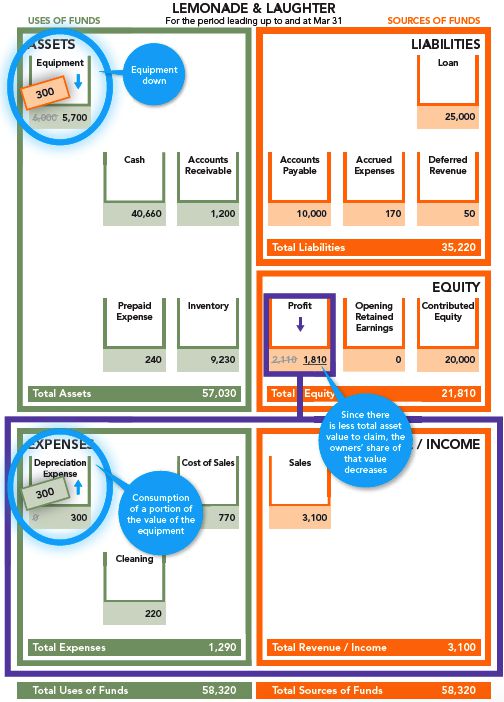 LEMONADE & LAUGHTER
USES OF FUNDS
For the period leading up to and at Mar 31
SOURCES OF FUNDS
ASSETS
Equipment
300
6,000 5,700
Equipment
down
Cash
40,660
Accounts
Receivable
1,200
Prepaid
Expense
240
Inventory
9,230
Total Assets
57,030
LIABILITIES
Loan
25,000
Accounts
Payable
10,000
Accrued
Expenses
170
Deferred
Revenue
50
Total Liabilities
35,220
EQUITY
Profit
2,110 1,810
Opening
Retained
Earnings
0
Contributed
Equity
20,000
Total Equity
21,810
Since there
is less total asset
value to claim, the
owners' share of
that value
decreases
EXPENSES
Depreciation
Expense
300
0 300
Consumption
of a portion of
the value of the
equipment
Cost of Sales
770
Cleaning
220
Total Expenses
1,290
/ INCOME
Sales
3,100
Total Revenue / Income
3,100
Total Uses of Funds
58,320
Total Sources of Funds
58,320